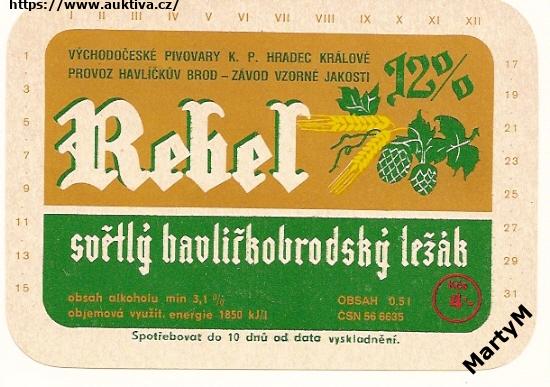 https://www.auktiva.cz/
I II III IV V VI VII VIII IX X XI XII
VÝCHODOČESKÉ PIVOVARY K. P. HRADEC KRÁLOVÉ
PROVOZ HAVLÍČKŮV BROD – ZÁVOD VZORNÉ JAKOSTI
12%
Rebel
světlý havlíčkobrodský ležák
obsah alkoholu min 3,1 %
objemová využit. energie 1850 kJ/l
OBSAH 0,5 l
ČSN 56 6635
Kčs
4,-
Spotřebovat do 10 dnů od data vyskladnění.
1
3
5
7
9
11
13
15
17
19
21
23
25
27
29
31
MartyM